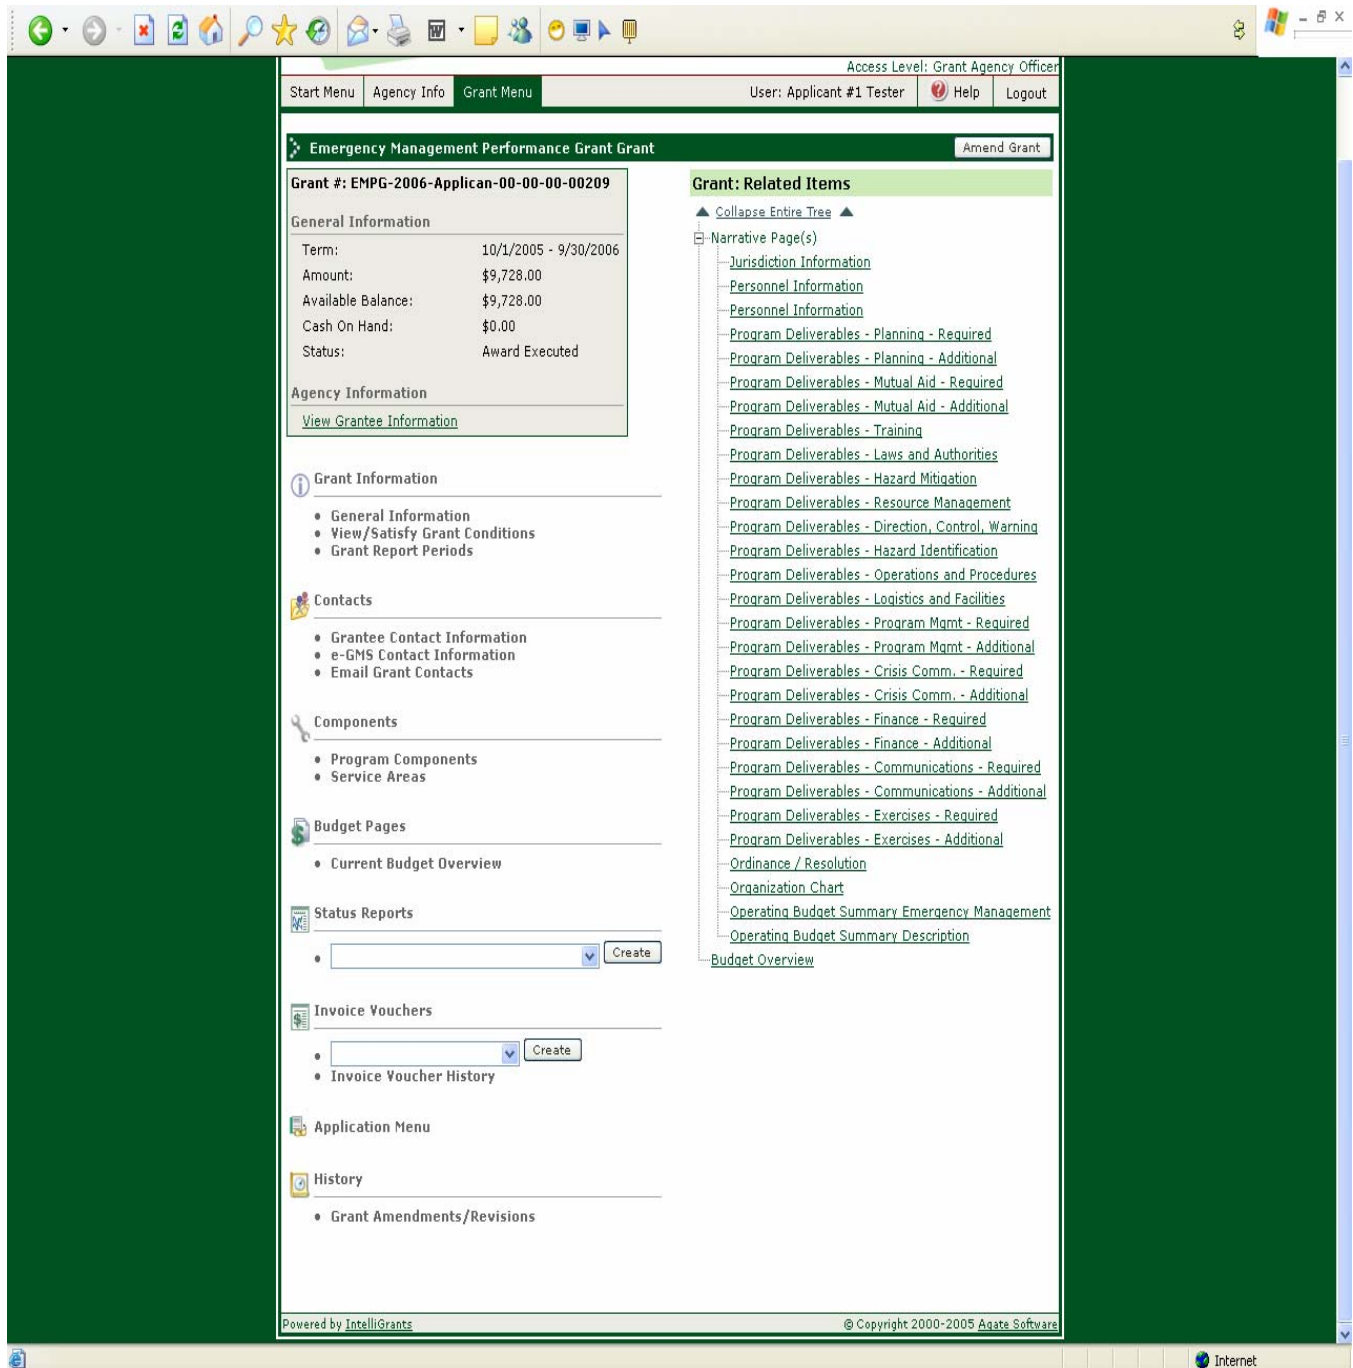 Access Level: Grant Agency Officer
Start Menu Agency Info Grant Menu User: Applicant #1 Tester Help Logout
Emergency Management Performance Grant Grant Amend Grant
Grant #: EMPG-2006-Applican-00-00-00-00209
General Information
Term: 10/1/2005 - 9/30/2006
Amount: $9,728.00
Available Balance: $9,728.00
Cash On Hand: $0.00
Status: Award Executed
Agency Information
View Grantee Information
Grant Information
General Information
View/Satisfy Grant Conditions
Grant Report Periods
Contacts
Grantee Contact Information
e-GMS Contact Information
Email Grant Contacts
Components
Program Components
Service Areas
Budget Pages
Current Budget Overview
Status Reports
Create
Invoice Vouchers
Create
Invoice Voucher History
Application Menu
History
Grant Amendments/Revisions
Grant: Related Items
Collapse Entire Tree
Narrative Page(s)
Jurisdiction Information
Personnel Information
Personnel Information
Program Deliverables - Planning - Required
Program Deliverables - Planning - Additional
Program Deliverables - Mutual Aid - Required
Program Deliverables - Mutual Aid - Additional
Program Deliverables - Training
Program Deliverables - Laws and Authorities
Program Deliverables - Hazard Mitigation
Program Deliverables - Resource Management
Program Deliverables - Direction, Control, Warning
Program Deliverables - Hazard Identification
Program Deliverables - Operations and Procedures
Program Deliverables - Logistics and Facilities
Program Deliverables - Program Mgmt - Required
Program Deliverables - Program Mgmt - Additional
Program Deliverables - Crisis Comm. - Required
Program Deliverables - Crisis Comm. - Additional
Program Deliverables - Finance - Required
Program Deliverables - Finance - Additional
Program Deliverables - Communications - Required
Program Deliverables - Communications - Additional
Program Deliverables - Exercises - Required
Program Deliverables - Exercises - Additional
Ordinance / Resolution
Organization Chart
Operating Budget Summary Emergency Management
Operating Budget Summary Description
Budget Overview
Powered by IntelliGrants © Copyright 2000-2005 Agate Software
Internet